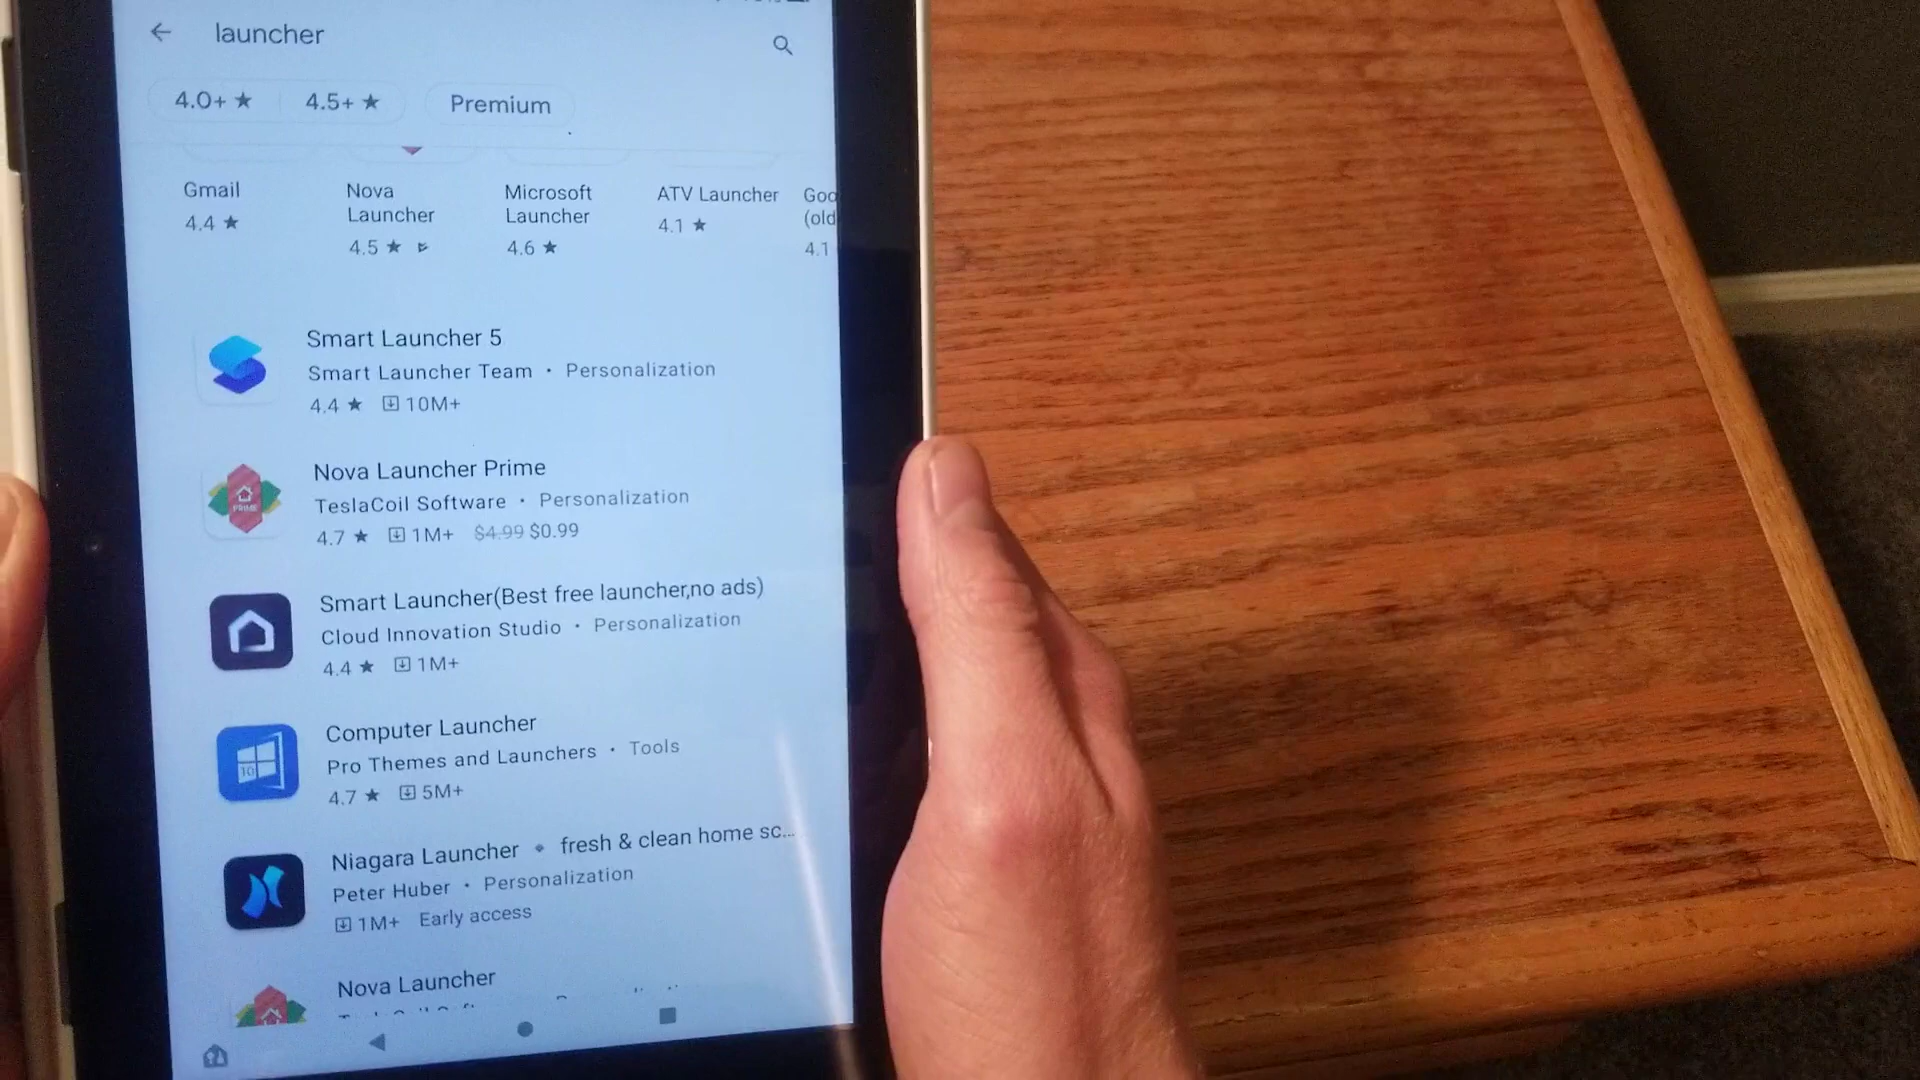 launcher
4.0+ ★
4.5+ ★
Premium
Gmail
4.4 ★
Nova
Launcher
4.5 ★
Microsoft
Launcher
4.6 ★
ATV Launcher
4.1 ★
(old
4.1
Smart Launcher 5
Smart Launcher Team • Personalization
4.4 ★ 10M+
Nova Launcher Prime
TeslaCoil Software • Personalization
4.7 ★ 1M+ $4.99 $0.99
PRIME
Smart Launcher(Best free launcher,no ads)
Cloud Innovation Studio • Personalization
4.4 ★ 1M+
Computer Launcher
Pro Themes and Launchers • Tools
4.7 ★ 5M+
10
Niagara Launcher 🔹 fresh & clean home sc...
Peter Huber • Personalization
1M+ Early access
Nova Launcher